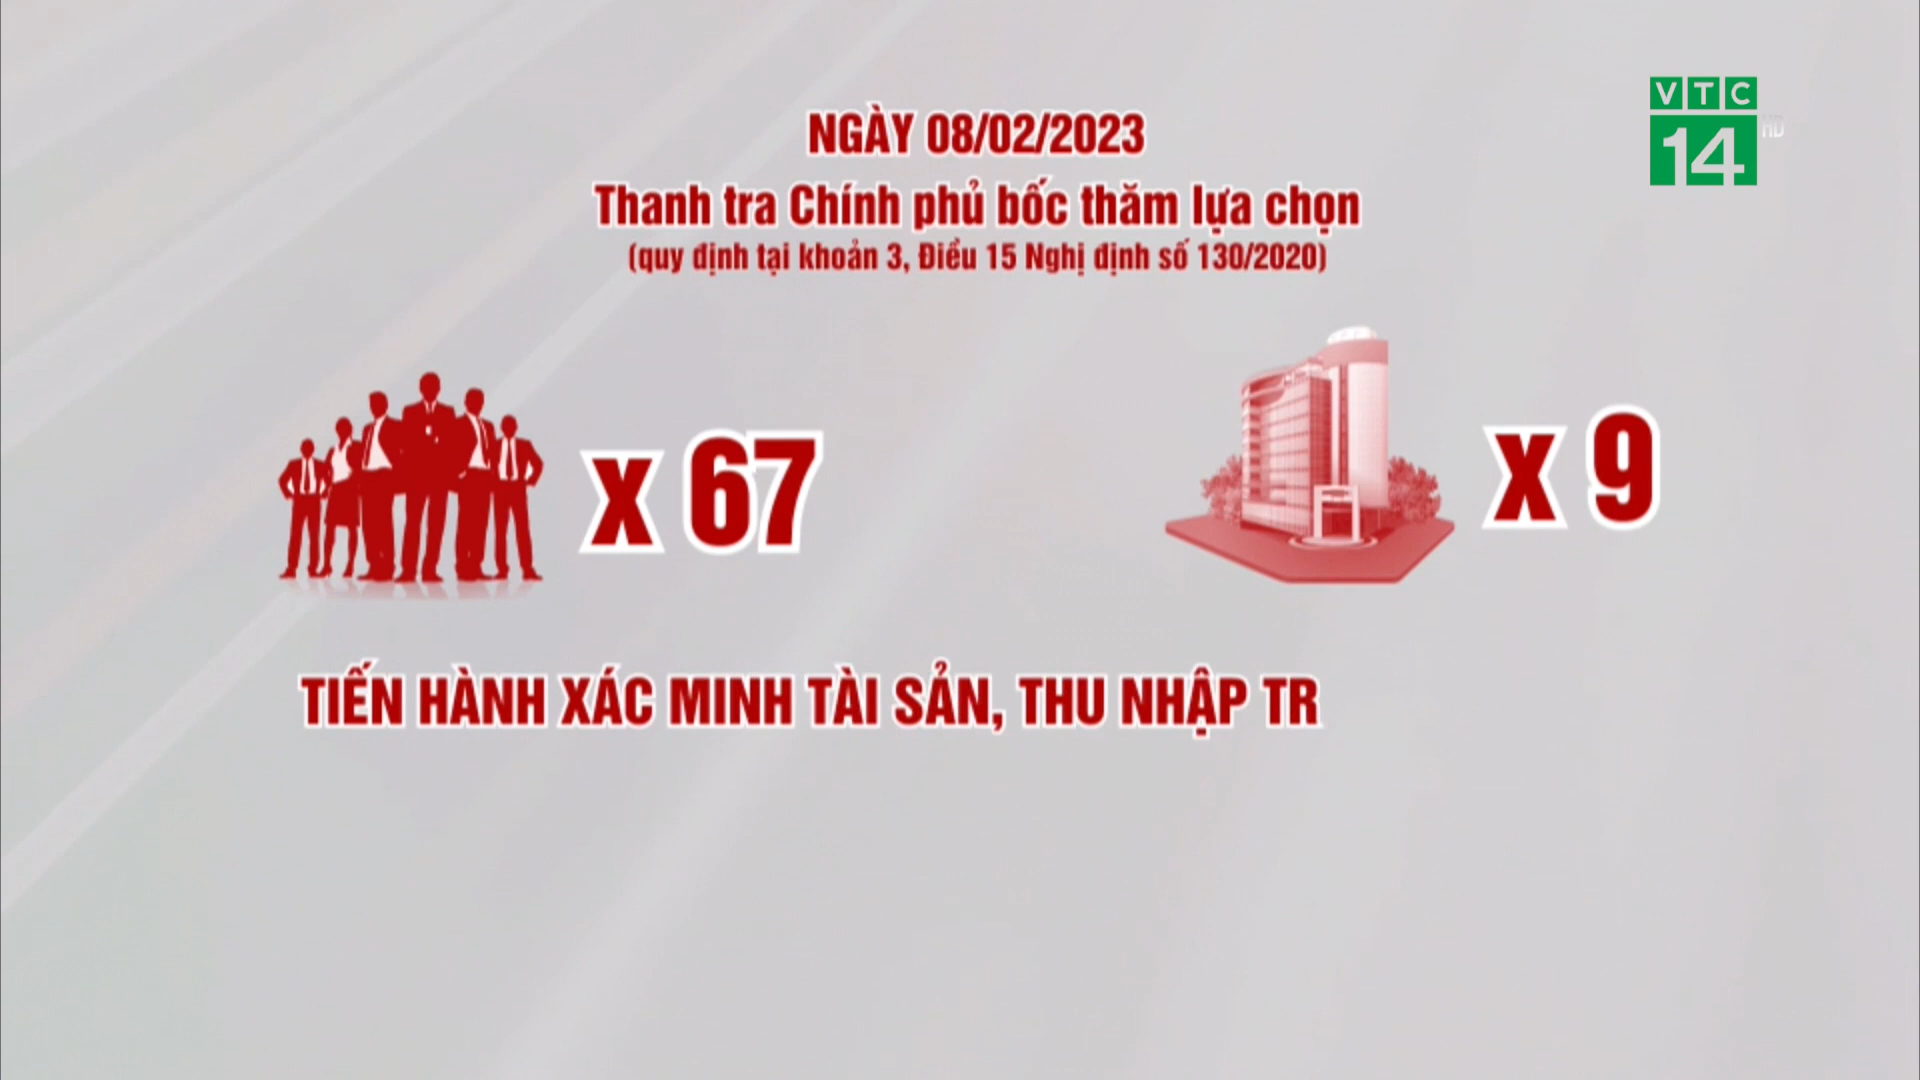 VTC
14 HD
NGÀY 08/02/2023
Thanh tra Chính phủ bốc thăm lựa chọn
(quy định tại khoản 3, Điều 15 Nghị định số 130/2020)
X 67
X 9
TIẾN HÀNH XÁC MINH TÀI SẢN, THU NHẬP TR